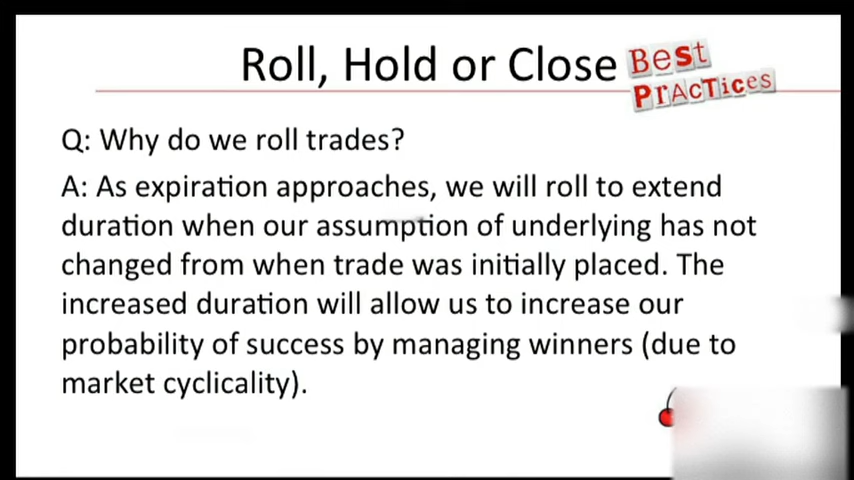 Roll, Hold or Close
Best
Practices
Q: Why do we roll trades?
A: As expiration approaches, we will roll to extend
duration when our assumption of underlying has not
changed from when trade was initially placed. The
increased duration will allow us to increase our
probability of success by managing winners (due to
market cyclicality).